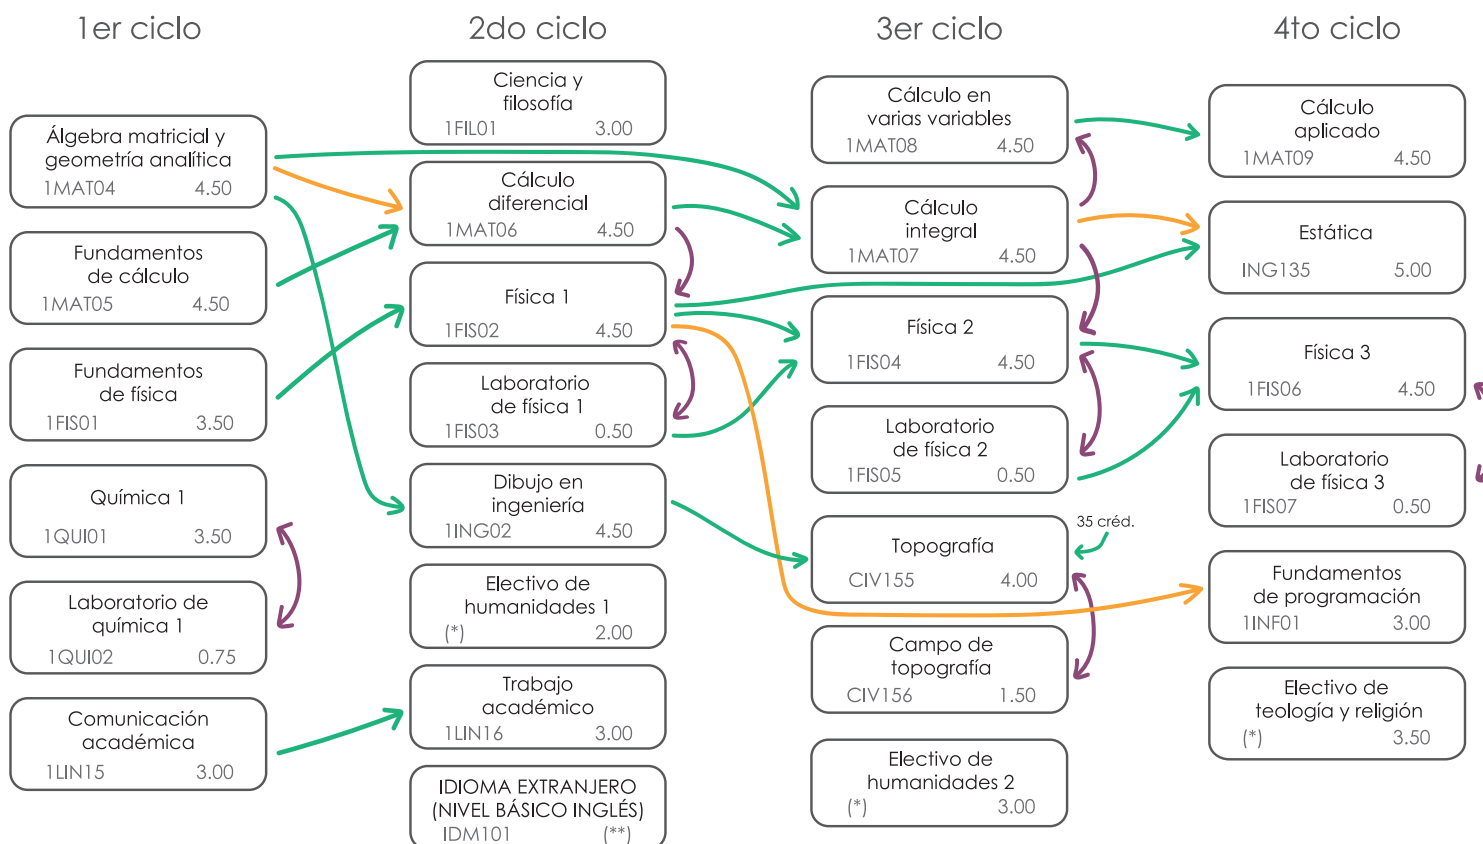 1er ciclo
Álgebra matricial y
geometría analítica
1MAT04 4.50
Fundamentos
de cálculo
1MAT05 4.50
Fundamentos
de física
1FIS01 3.50
Química 1
1QUI01 3.50
Laboratorio de
química 1
1QUI02 0.75
Comunicación
académica
1LIN15 3.00
2do ciclo
Ciencia y
filosofía
1FIL01 3.00
Cálculo
diferencial
1MAT06 4.50
Física 1
1FIS02 4.50
Laboratorio
de física 1
1FIS03 0.50
Dibujo en
ingeniería
1ING02 4.50
Electivo de
humanidades 1
(*) 2.00
Trabajo
académico
1LIN16 3.00
IDIOMA EXTRANJERO
(NIVEL BÁSICO INGLÉS)
IDM101 (**)
3er ciclo
Cálculo en
varias variables
1MAT08 4.50
Cálculo
integral
1MAT07 4.50
Física 2
1FIS04 4.50
Laboratorio
de física 2
1FIS05 0.50
35 créd.
Topografía
CIV155 4.00
Campo de
topografía
CIV156 1.50
Electivo de
humanidades 2
(*) 3.00
4to ciclo
Cálculo
aplicado
1MAT09 4.50
Estática
ING135 5.00
Física 3
1FIS06 4.50
Laboratorio
de física 3
1FIS07 0.50
Fundamentos
de programación
1INF01 3.00
Electivo de
teología y religión
(*) 3.50